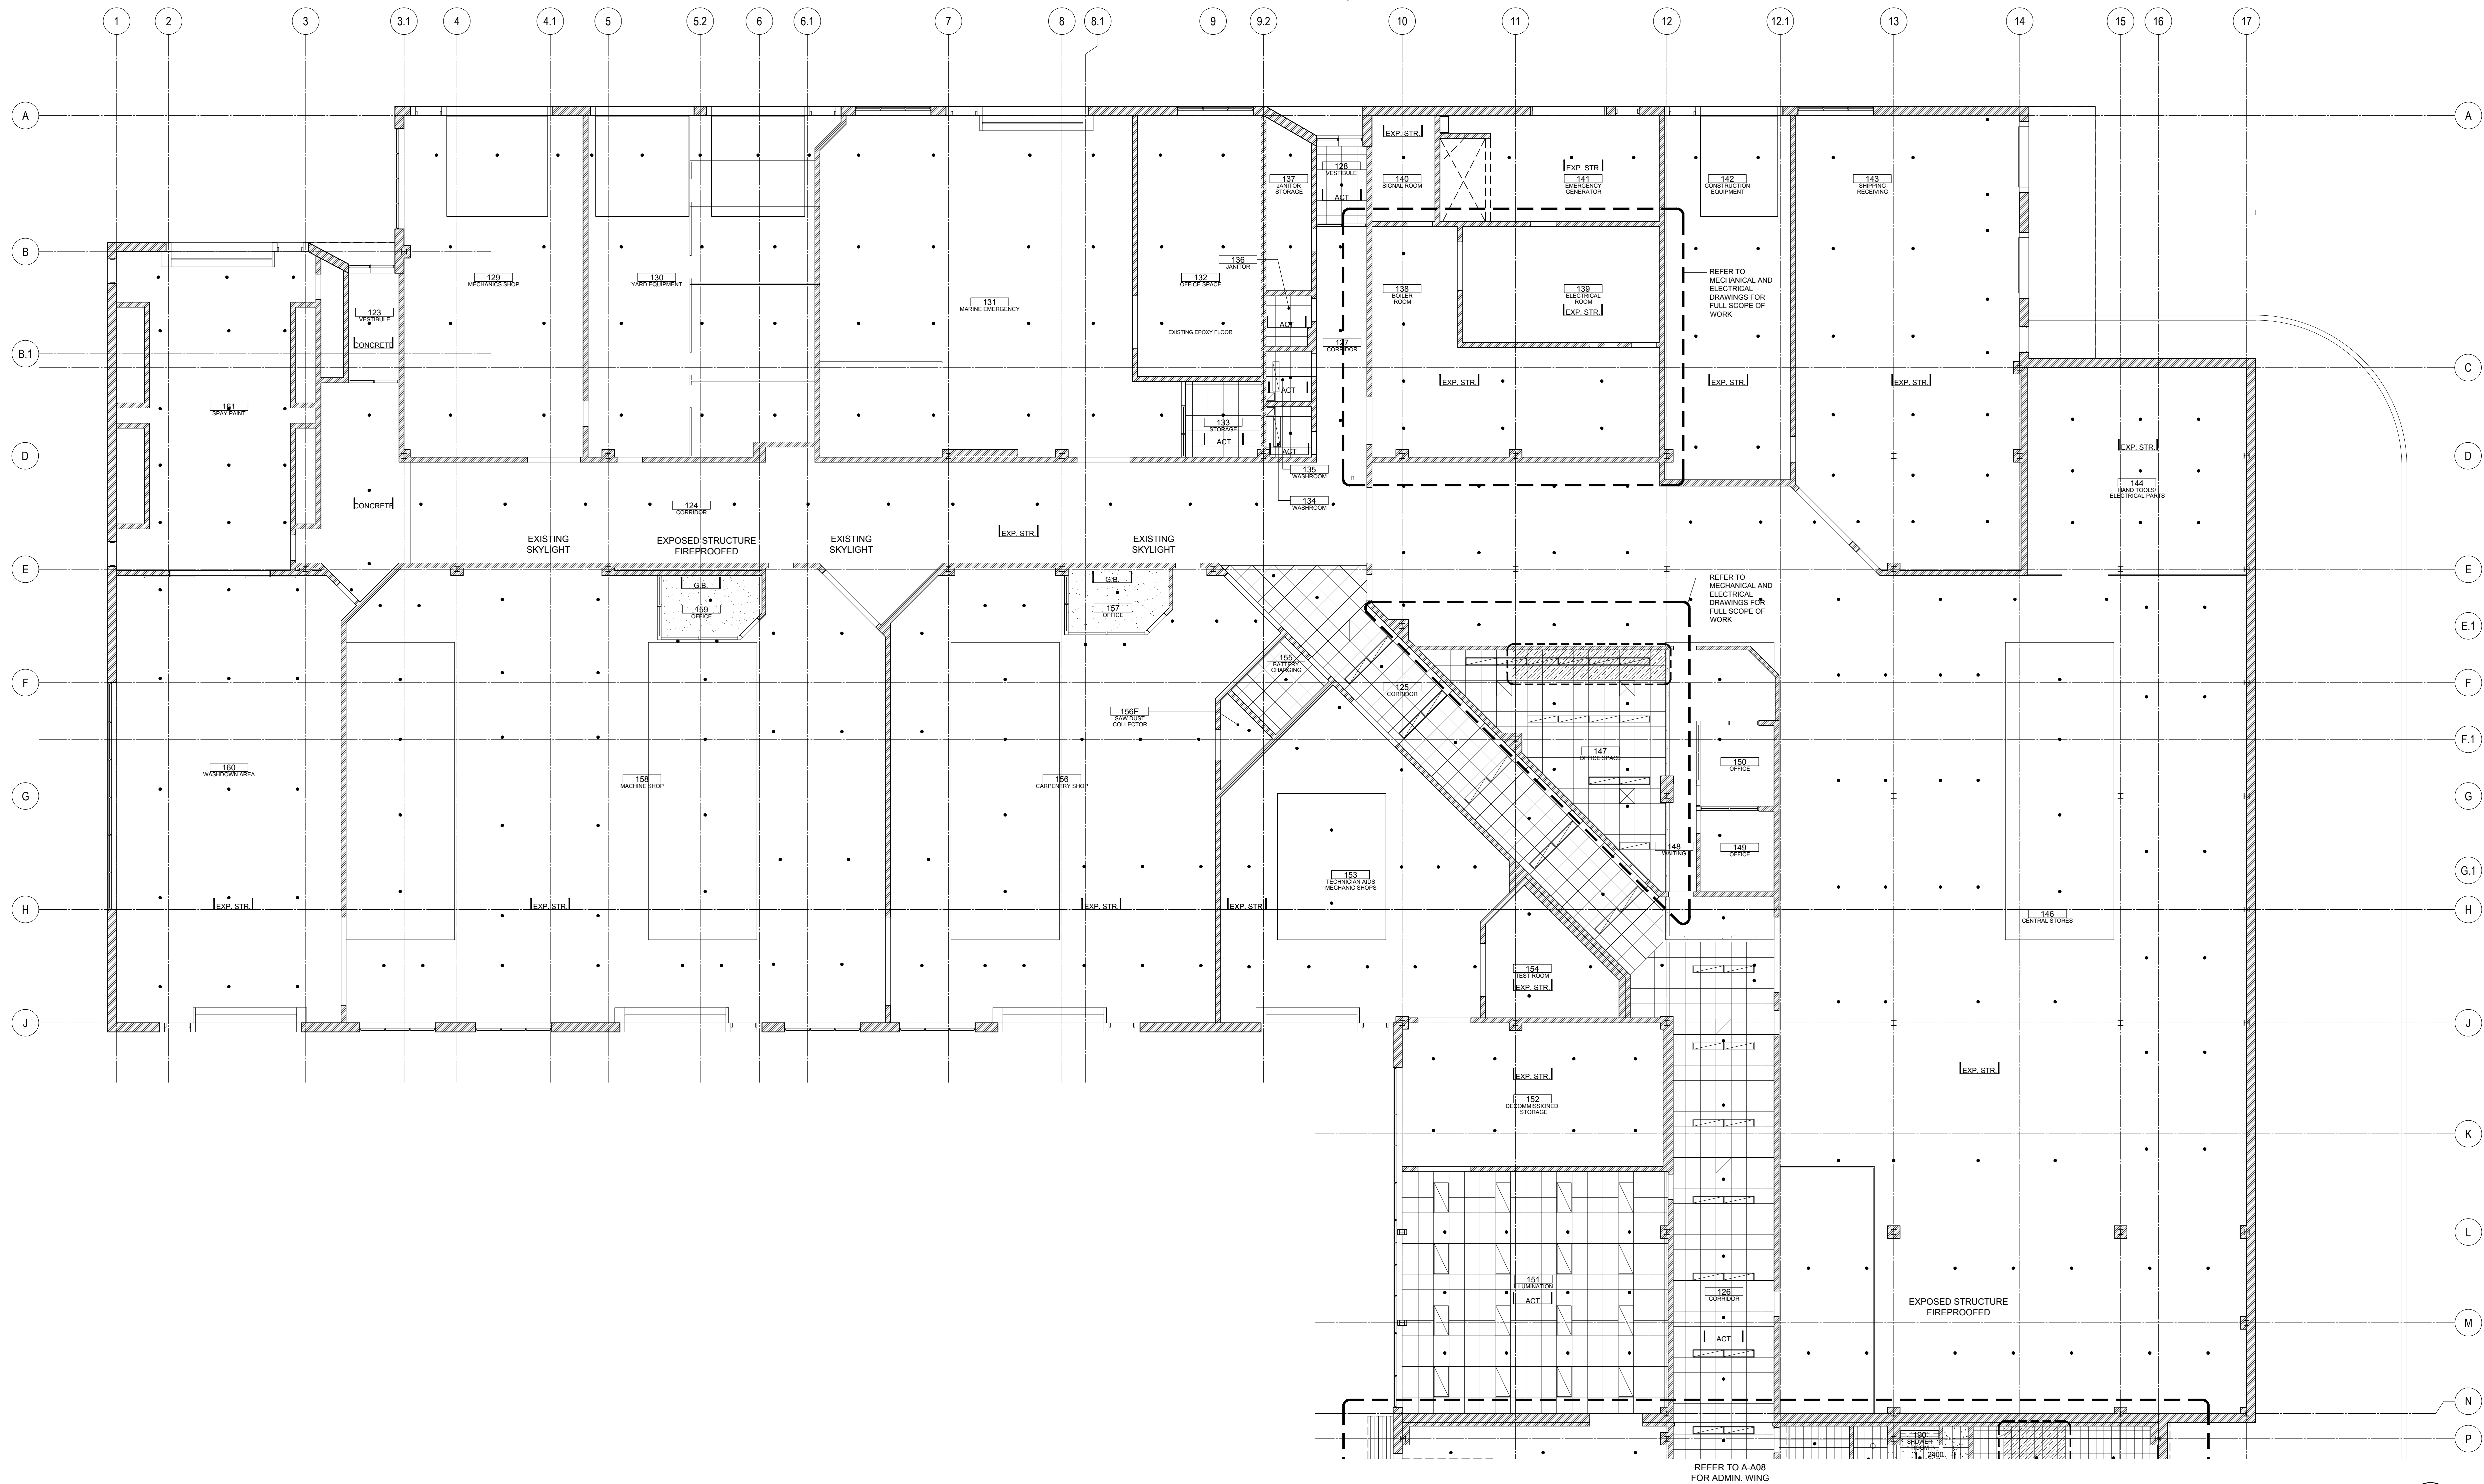 1
2
3
3.1
4
4.1
5
5.2
6
6.1
7
8
8.1
9
9.2
10
11
12
12.1
13
14
15
16
17
A
A
EXP. STR.
128
VESTIBULE
ACT
137
JANITOR
STORAGE
140
SIGNAL ROOM
EXP. STR.
141
EMERGENCY
GENERATOR
142
CONSTRUCTION
EQUIPMENT
143
SHIPPING
RECEIVING
B
129
MECHANICS SHOP
130
YARD EQUIPMENT
131
MARINE EMERGENCY
132
OFFICE SPACE
EXISTING EPOXY FLOOR
136
JANITOR
ACT
138
BOILER
ROOM
139
ELECTRICAL
ROOM
EXP. STR.
REFER TO
MECHANICAL AND
ELECTRICAL
DRAWINGS FOR
FULL SCOPE OF
WORK
123
VESTIBULE
CONCRETE
127
CORRIDOR
B.1
C
ACT
EXP. STR.
EXP. STR.
EXP. STR.
161
SPAY PAINT
133
STORAGE
ACT
ACT
EXP. STR.
D
D
135
WASHROOM
134
WASHROOM
144
HAND TOOLS
ELECTRICAL PARTS
CONCRETE
124
CORRIDOR
EXP. STR.
EXISTING
SKYLIGHT
EXPOSED STRUCTURE
FIREPROOFED
EXISTING
SKYLIGHT
EXISTING
SKYLIGHT
E
E
G.B.
159
OFFICE
G.B.
157
OFFICE
REFER TO
MECHANICAL AND
ELECTRICAL
DRAWINGS FOR
FULL SCOPE OF
WORK
E.1
155
BATTERY
CHARGING
125
CORRIDOR
F
F
156E
SAW DUST
COLLECTOR
F.1
147
OFFICE SPACE
150
OFFICE
160
WASHDOWN AREA
158
MACHINE SHOP
156
CARPENTRY SHOP
G
G
148
WAITING
149
OFFICE
G.1
153
TECHNICIAN AIDS
MECHANIC SHOPS
EXP. STR.
EXP. STR.
EXP. STR.
EXP. STR.
H
H
146
CENTRAL STORES
154
TEST ROOM
EXP. STR.
J
J
EXP. STR.
EXP. STR.
152
DECOMMISSIONED
STORAGE
K
L
151
ILLUMINATION
ACT
126
CORRIDOR
ACT
EXPOSED STRUCTURE
FIREPROOFED
M
N
190
SHOWER
ROOM
2400
P
REFER TO A-A08
FOR ADMIN. WING